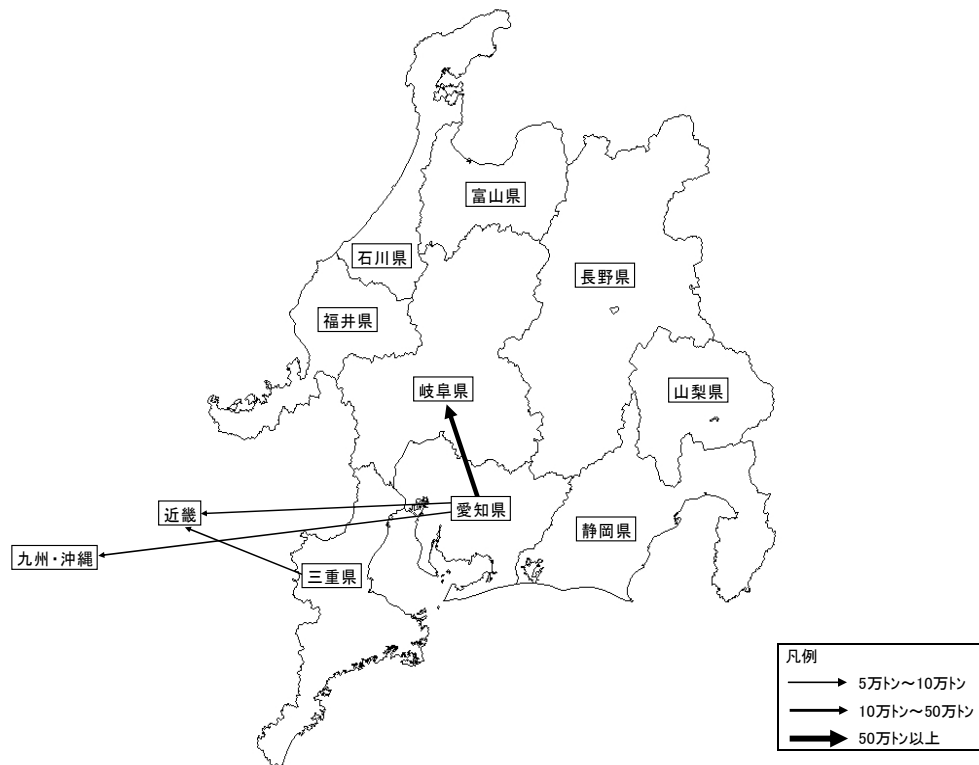 富山県
石川県
長野県
福井県
岐阜県
山梨県
近畿
愛知県
静岡県
九州・沖縄
三重県
凡例
5万トン～10万トン
10万トン～50万トン
50万トン以上